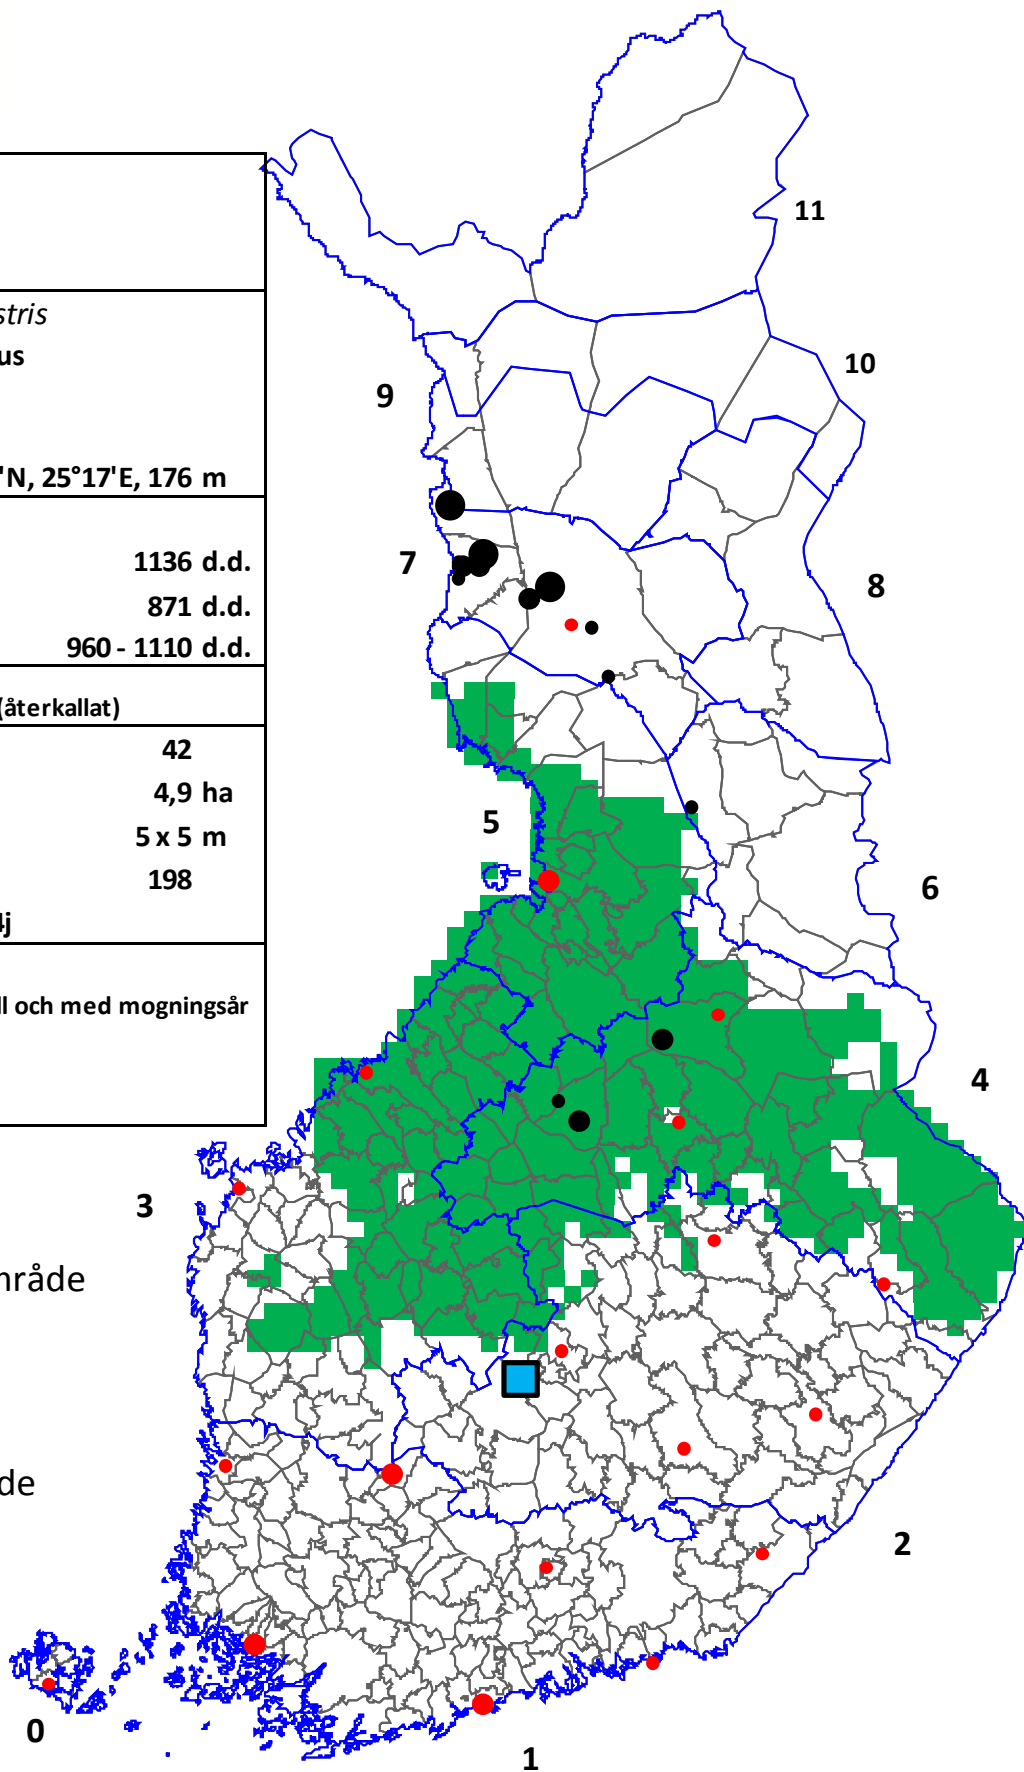 stris
us
'N, 25°17'E, 176 m
1136 d.d.
871 d.d.
960 - 1110 d.d.
(återkallat)
42
4,9 ha
5 x 5 m
198
4j
ll och med mogningsår
mråde
de
11
10
9
7
8
5
6
4
3
2
0
1